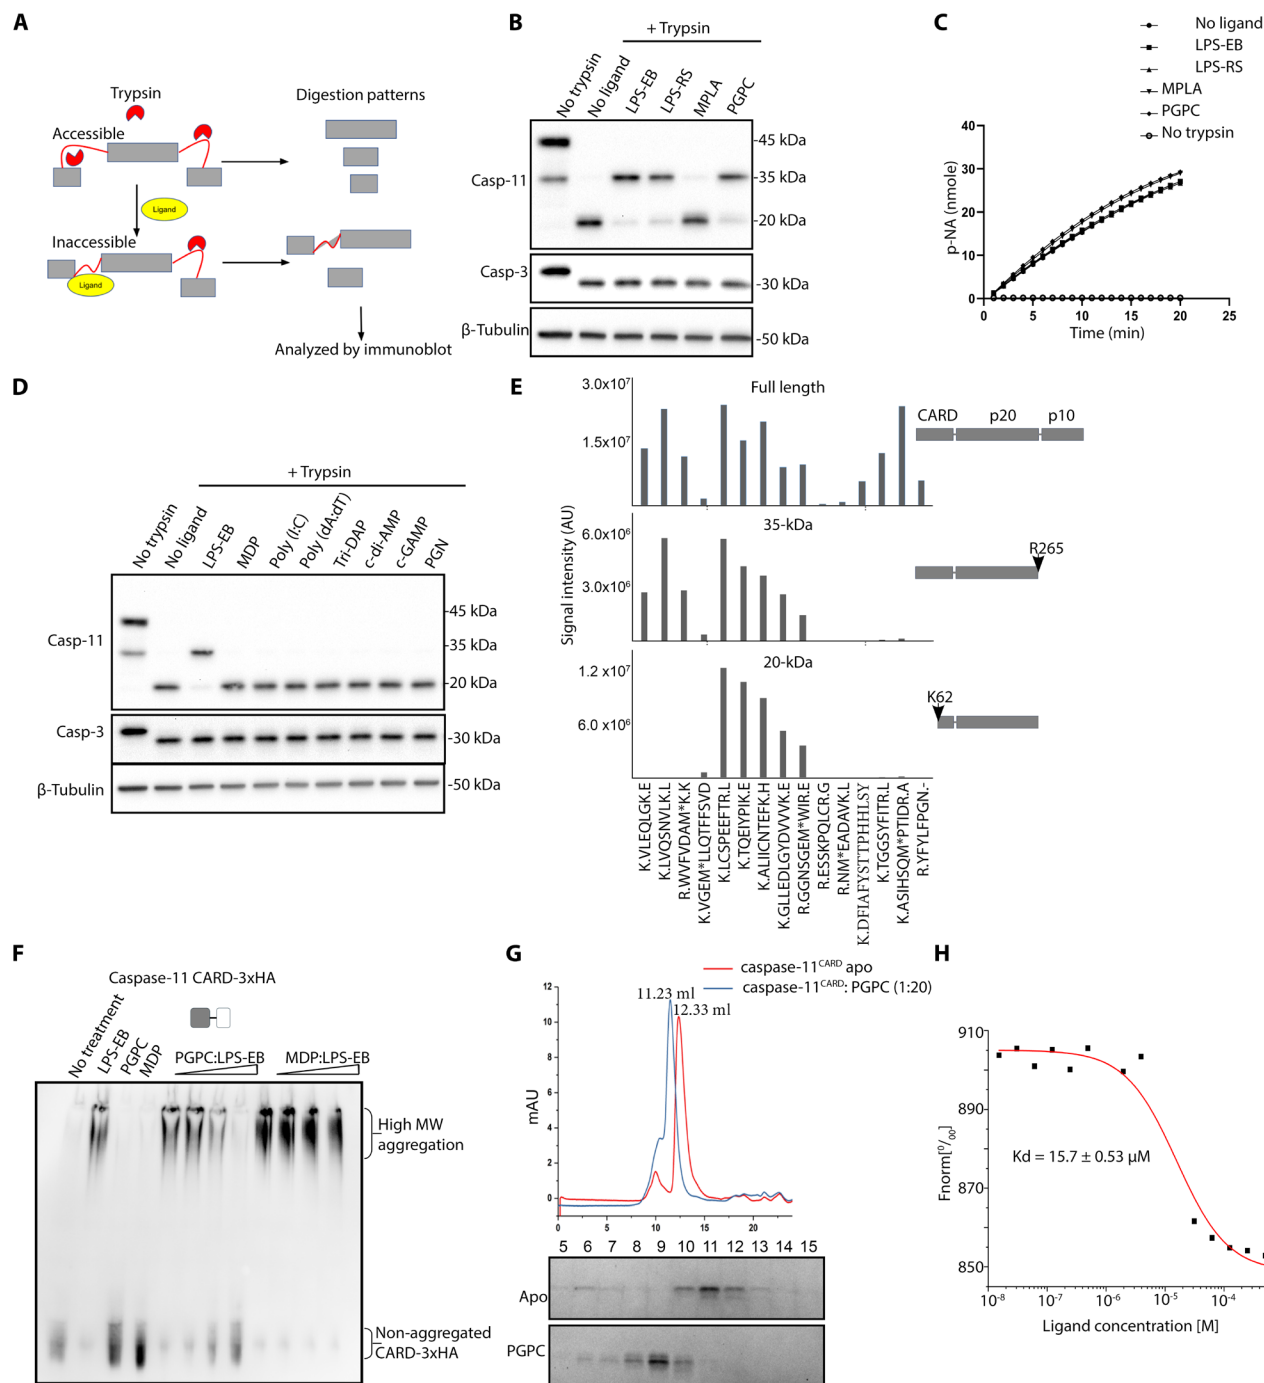 A
Trypsin
Accessible
Digestion patterns
Ligand
Inaccessible
Ligand
Analyzed by immunoblot
B
+ Trypsin
No trypsin
No ligand
LPS-EB
LPS-RS
MPLA
PGPC
Casp-11
-45 kDa
-35 kDa
-20 kDa
Casp-3
-30 kDa
β-Tubulin
-50 kDa
C
No ligand
LPS-EB
LPS-RS
MPLA
PGPC
No trypsin
p-NA (nmole)
40
30
20
10
0
0 5 10 15 20 25
Time (min)
D
+ Trypsin
No trypsin
No ligand
LPS-EB
MDP
Poly (I:C)
Poly (dA:dT)
Tri-DAP
c-di-AMP
c-GAMP
PGN
Casp-11
-45 kDa
-35 kDa
-20 kDa
Casp-3
-30 kDa
β-Tubulin
-50 kDa
E
Signal intensity (AU)
3.0x10⁷
1.5x10⁷
Full length
CARD p20 p10
6.0x10⁶
3.0x10⁶
35-kDa
R265
1.2 x10⁷
6.0x10⁶
20-kDa
K62
K.VLEQLGK.E
K.LVQSNVLK.L
R.WVFVDAM*K.K
K.VGEM*LLQTFFSVD
K.LCSPEEFTR.L
K.TQEIYPIK.E
K.ALIICNTEFK.H
K.GLLEDLGYDVVVK.E
R.GGNSGEM*WIR.E
R.ESSKPQLCR.G
R.NM*EADAVK.L
K.DFIAFYSTTPHHLSY
K.TGGSYFITR.L
K.ASIHSQM*PTIDR.A
R.YFYLFPGN.-
F
Caspase-11 CARD-3xHA
No treatment
LPS-EB
PGPC
MDP
PGPC:LPS-EB
MDP:LPS-EB
High MW
aggregation
Non-aggregated
CARD-3xHA
G
caspase-11ᶜᴬᴿᴰ apo
caspase-11ᶜᴬᴿᴰ: PGPC (1:20)
11.23 ml
12.33 ml
mAU
12
10
8
6
4
2
0
0 5 10 15 20
5 6 7 8 9 10 11 12 13 14 15
Apo
PGPC
H
Fnorm[⁰/₀₀]
910
890
870
850
Kd = 15.7 ± 0.53 μM
10⁻⁸ 10⁻⁷ 10⁻⁶ 10⁻⁵ 10⁻⁴
Ligand concentration [M]